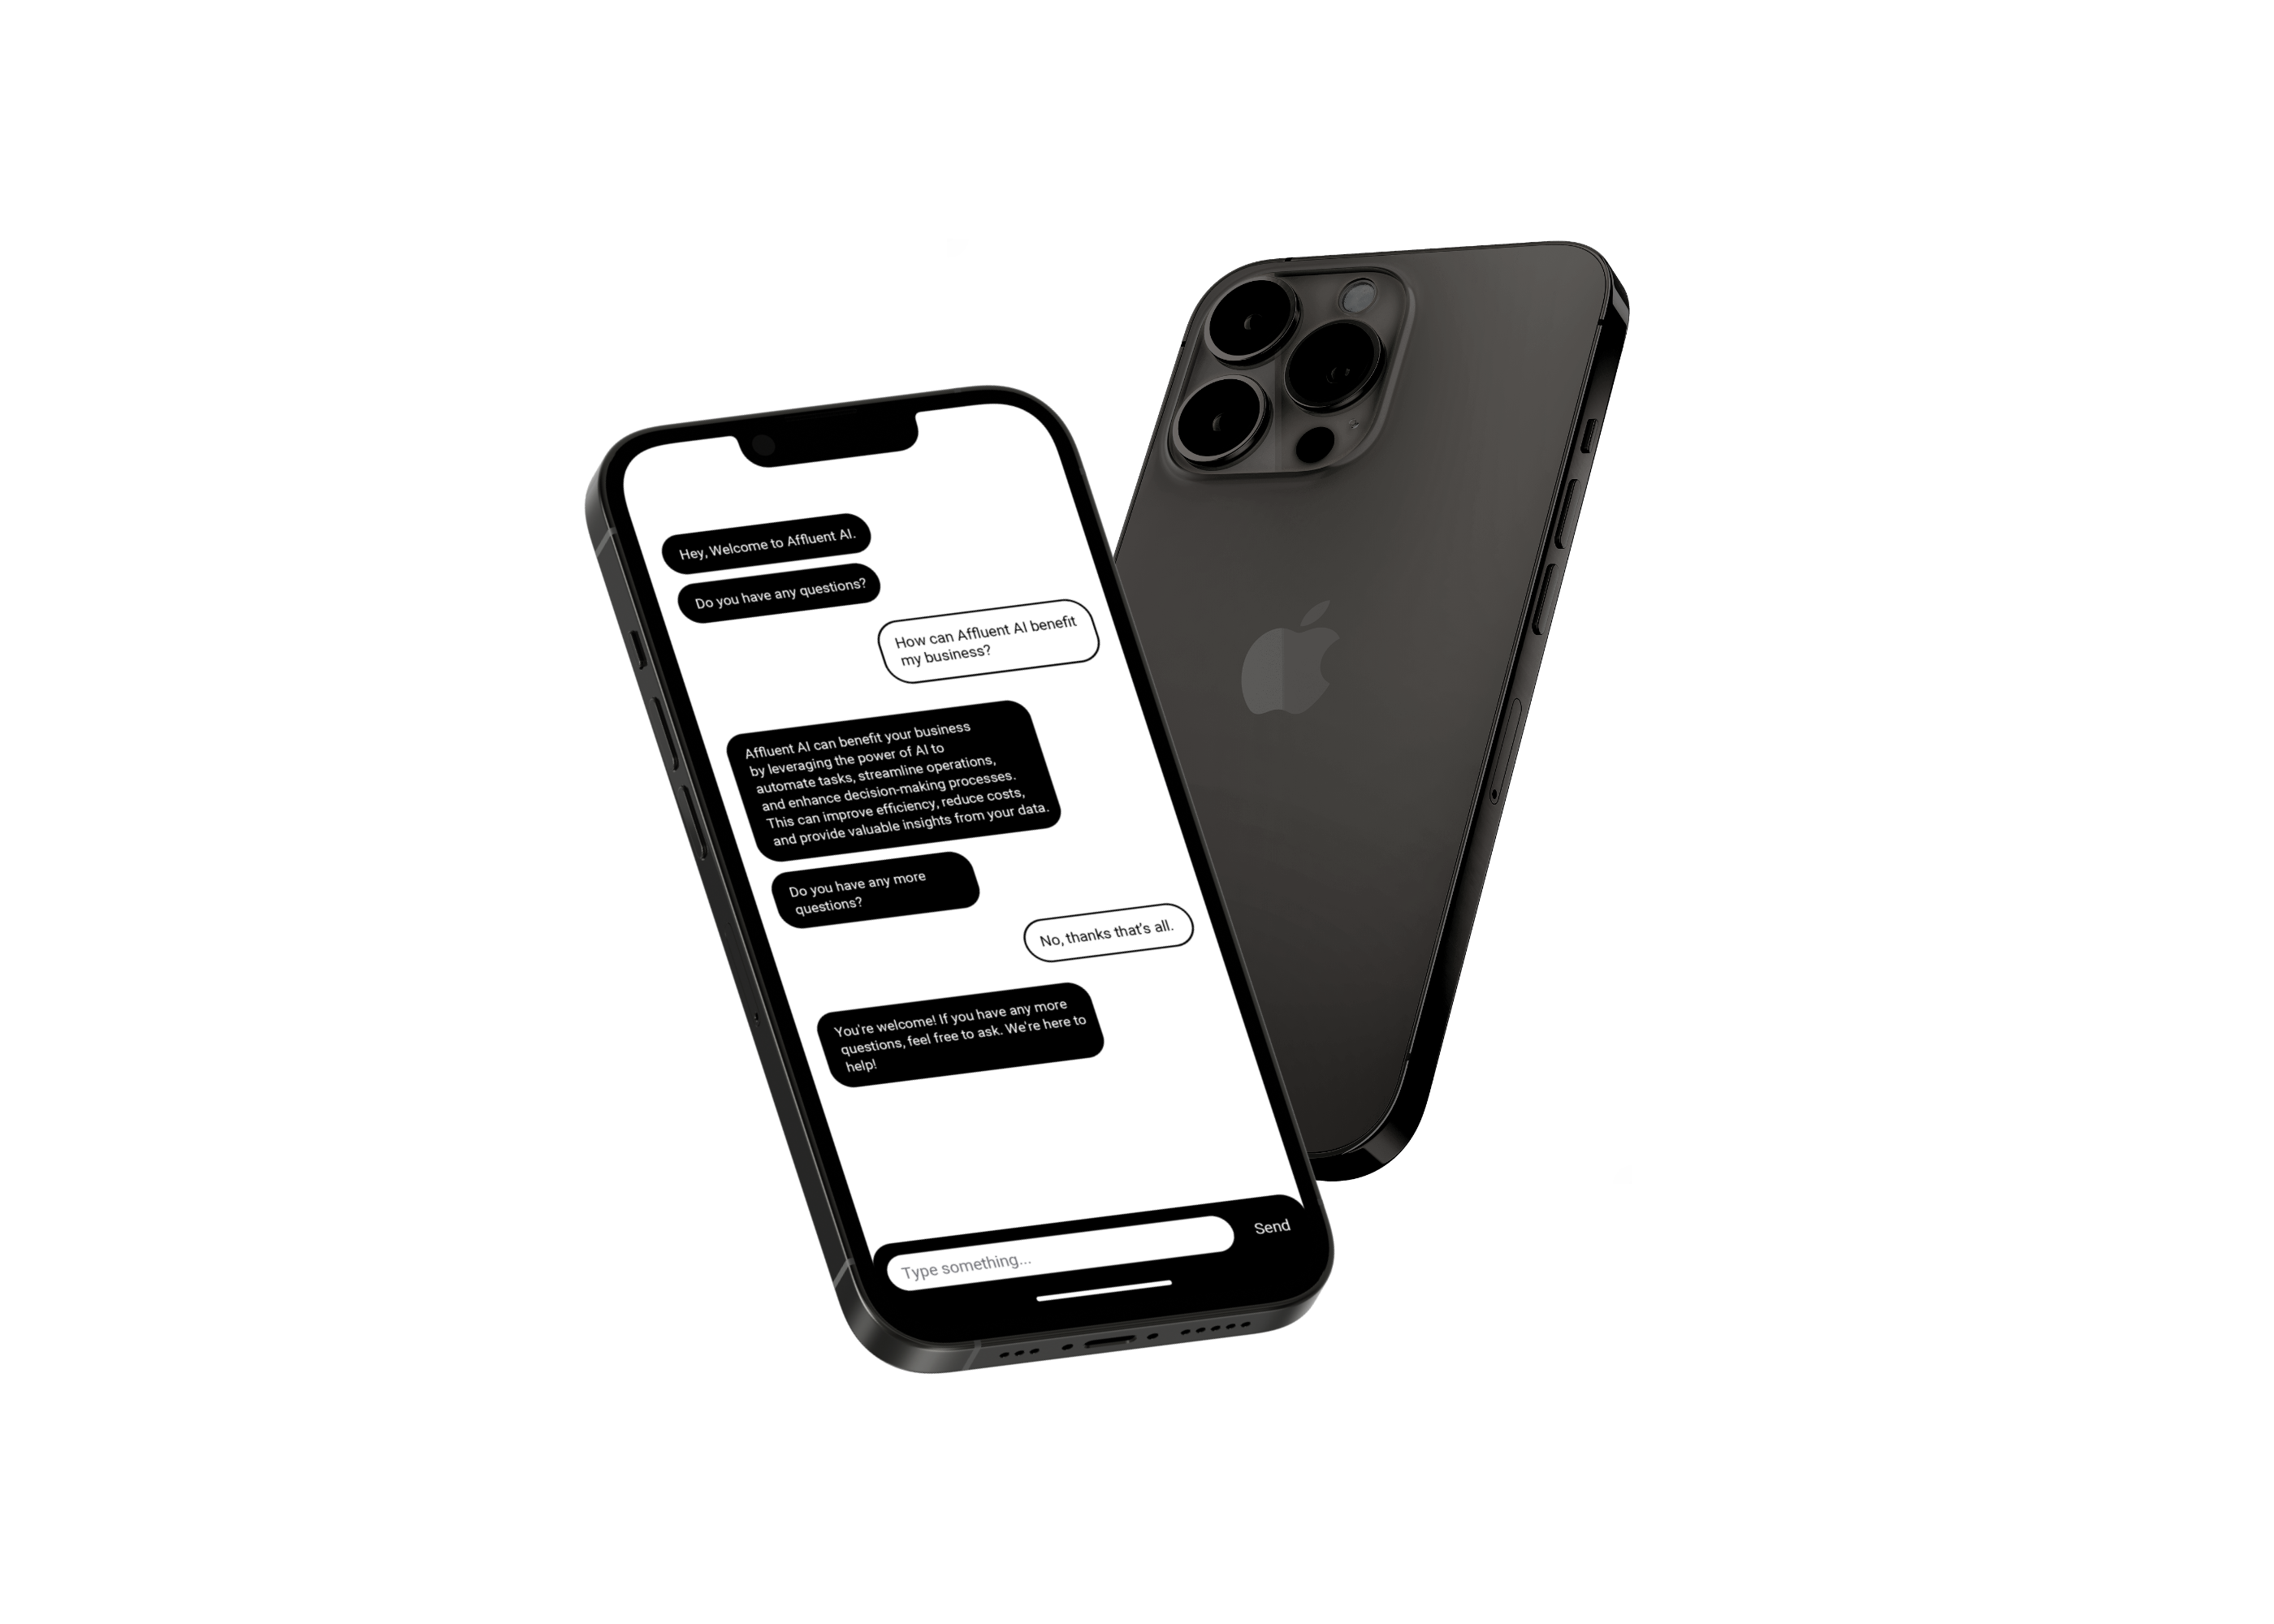 Hey, Welcome to Affluent AI.
Do you have any questions?
How can Affluent AI benefit
my business?
Affluent AI can benefit your business
by leveraging the power of AI to
automate tasks, streamline operations,
and enhance decision-making processes.
This can improve efficiency, reduce costs,
and provide valuable insights from your data.
Do you have any more
questions?
No, thanks that's all.
You're welcome! If you have any more
questions, feel free to ask. We're here to
help!
Type something...
Send